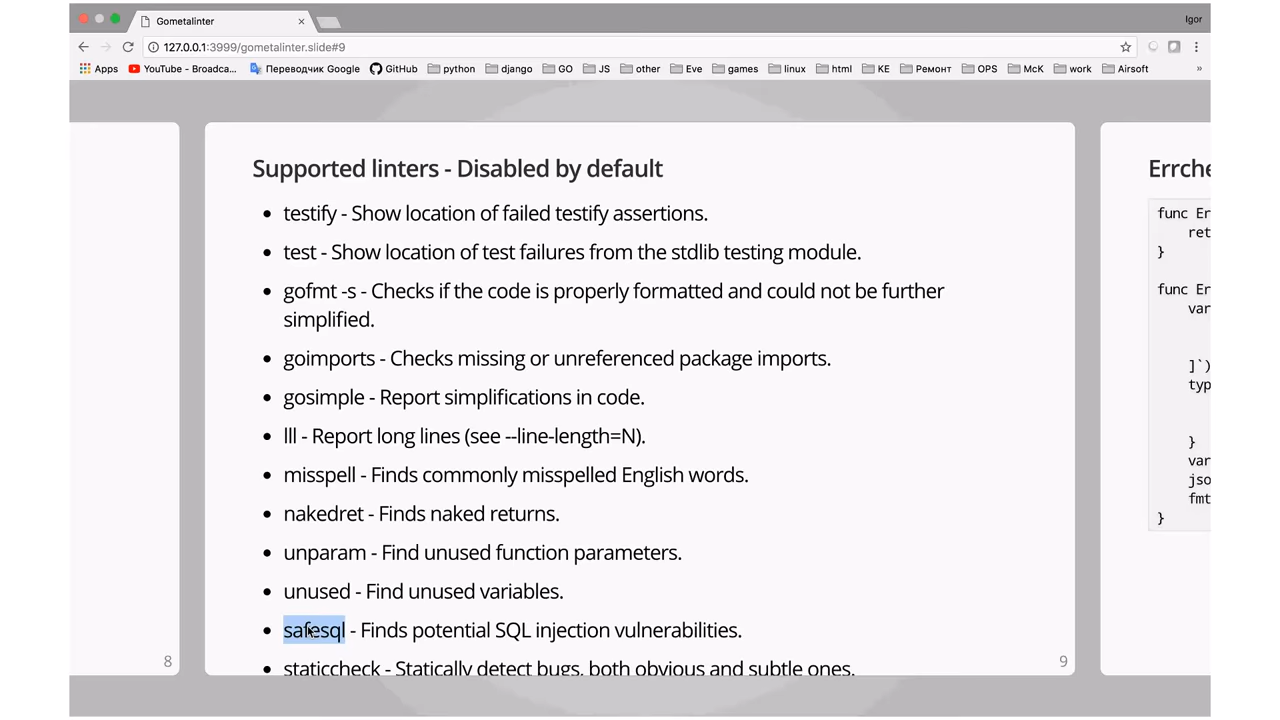 Gometalinter
Igor
127.0.0.1:3999/gometalinter.slide#9
Apps YouTube - Broadca... Переводчик Google GitHub python django GO JS other Eve games linux html KE Ремонт OPS McK work Airsoft »
Supported linters - Disabled by default
• testify - Show location of failed testify assertions.
• test - Show location of test failures from the stdlib testing module.
• gofmt -s - Checks if the code is properly formatted and could not be further
simplified.
• goimports - Checks missing or unreferenced package imports.
• gosimple - Report simplifications in code.
• lll - Report long lines (see --line-length=N).
• misspell - Finds commonly misspelled English words.
• nakedret - Finds naked returns.
• unparam - Find unused function parameters.
• unused - Find unused variables.
• safesql - Finds potential SQL injection vulnerabilities.
• staticcheck - Statically detect bugs, both obvious and subtle ones.
8
9
Errche
func Er
ret
}
func Er
var
]`)
typ
}
var
jso
fmt
}